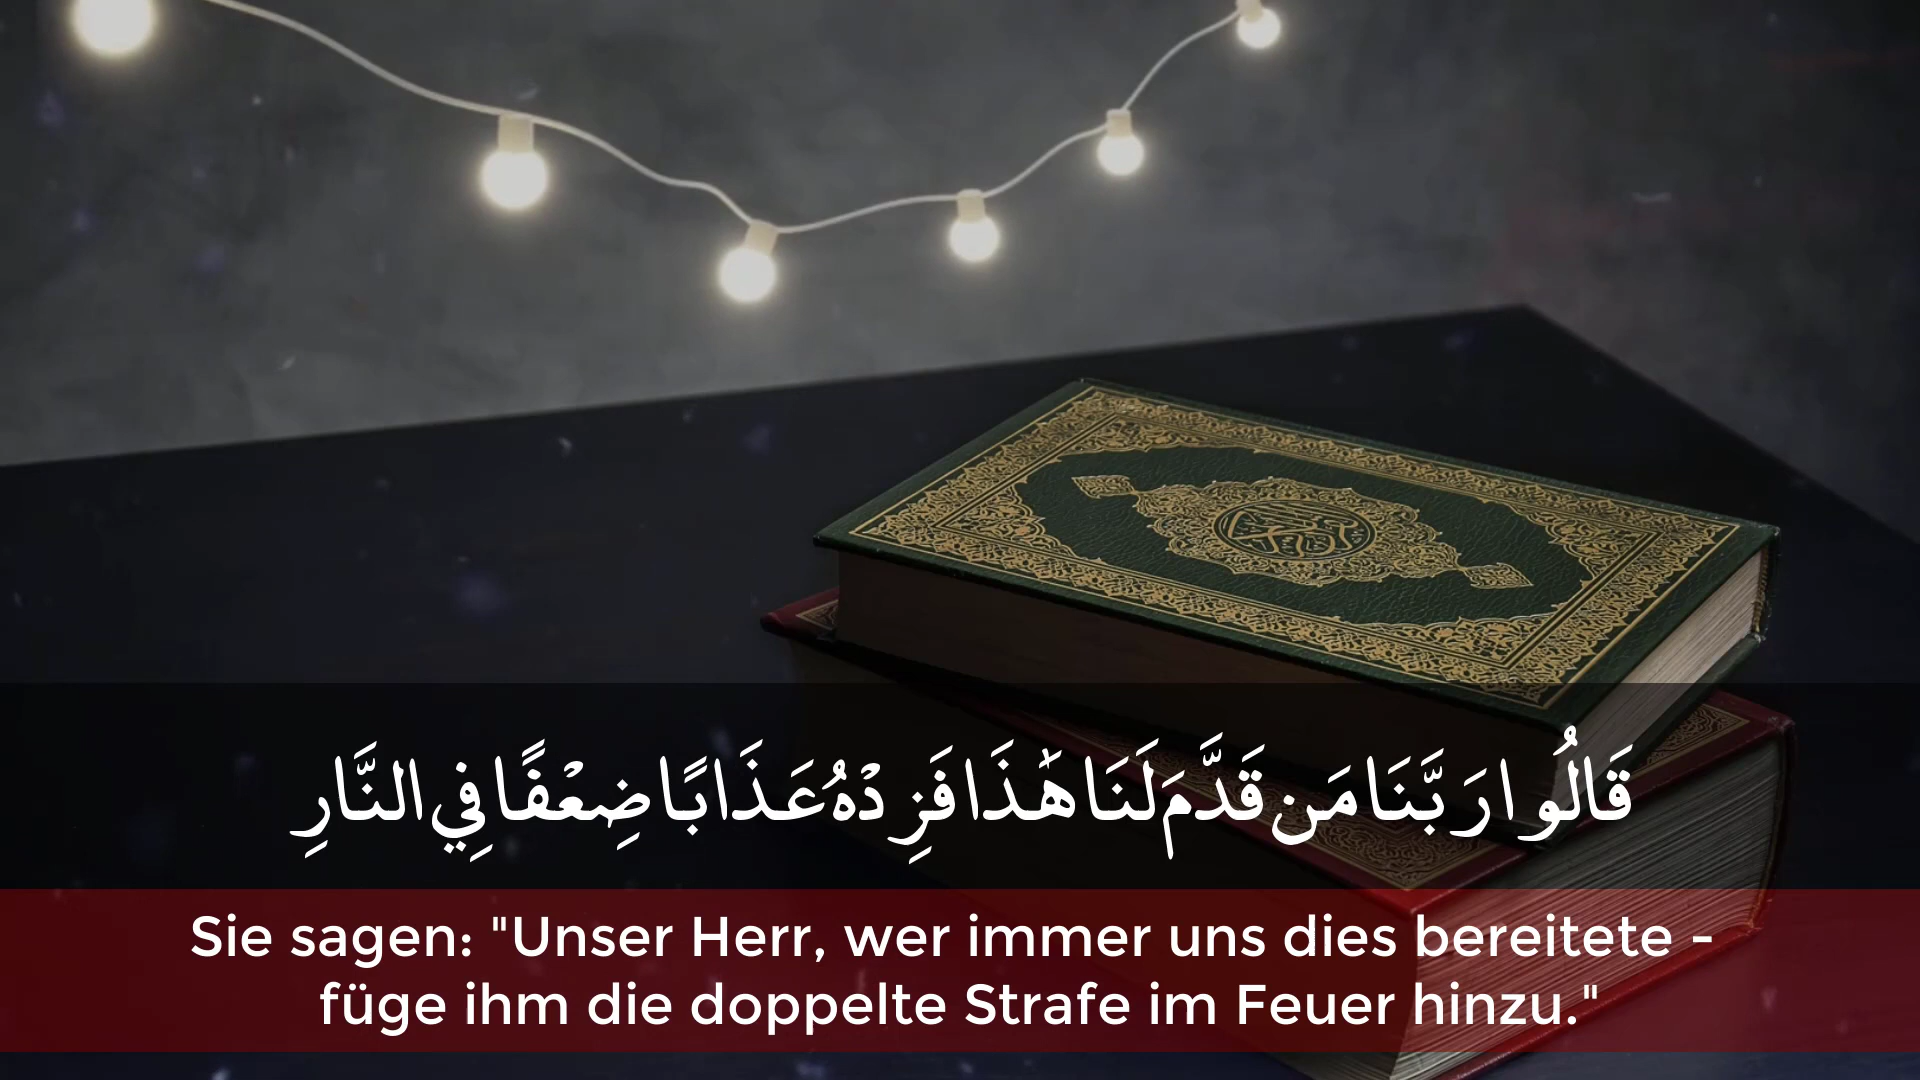 قَالُوا رَبَّنَا مَن قَدَّمَ لَنَا هَٰذَا فَزِدْهُ عَذَابًا ضِعْفًا فِي النَّارِ
Sie sagen: "Unser Herr, wer immer uns dies bereitete -
füge ihm die doppelte Strafe im Feuer hinzu."